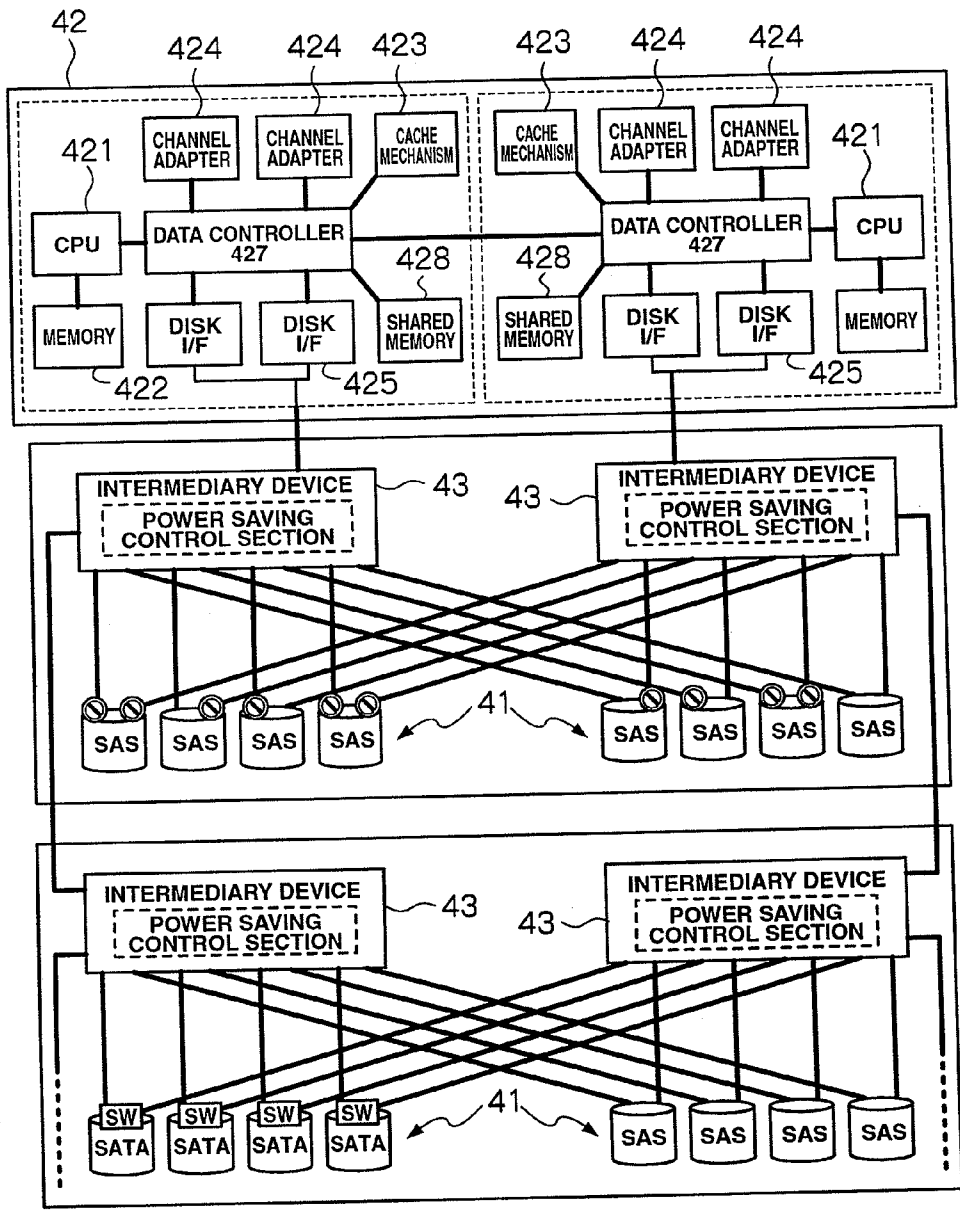 42
424
424
423
423
424
424
421
CHANNEL
ADAPTER
CHANNEL
ADAPTER
CACHE
MECHANISM
CACHE
MECHANISM
CHANNEL
ADAPTER
CHANNEL
ADAPTER
421
CPU
DATA CONTROLLER
427
DATA CONTROLLER
427
CPU
428
428
MEMORY
DISK
I/F
DISK
I/F
SHARED
MEMORY
SHARED
MEMORY
DISK
I/F
DISK
I/F
MEMORY
422
425
425
INTERMEDIARY DEVICE
POWER SAVING
CONTROL SECTION
43
43
INTERMEDIARY DEVICE
POWER SAVING
CONTROL SECTION
SAS
SAS
SAS
SAS
41
SAS
SAS
SAS
SAS
INTERMEDIARY DEVICE
POWER SAVING
CONTROL SECTION
43
43
INTERMEDIARY DEVICE
POWER SAVING
CONTROL SECTION
SW
SW
SW
SW
SATA
SATA
SATA
SATA
41
SAS
SAS
SAS
SAS